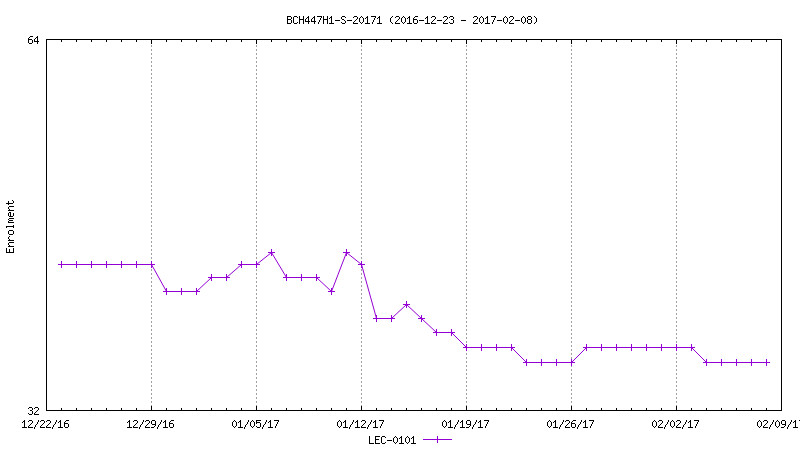 BCH447H1-S-20171 (2016-12-23 - 2017-02-08)
64
Enrolment
32
12/22/16 12/29/16 01/05/17 01/12/17 01/19/17 01/26/17 02/02/17 02/09/1
LEC-0101